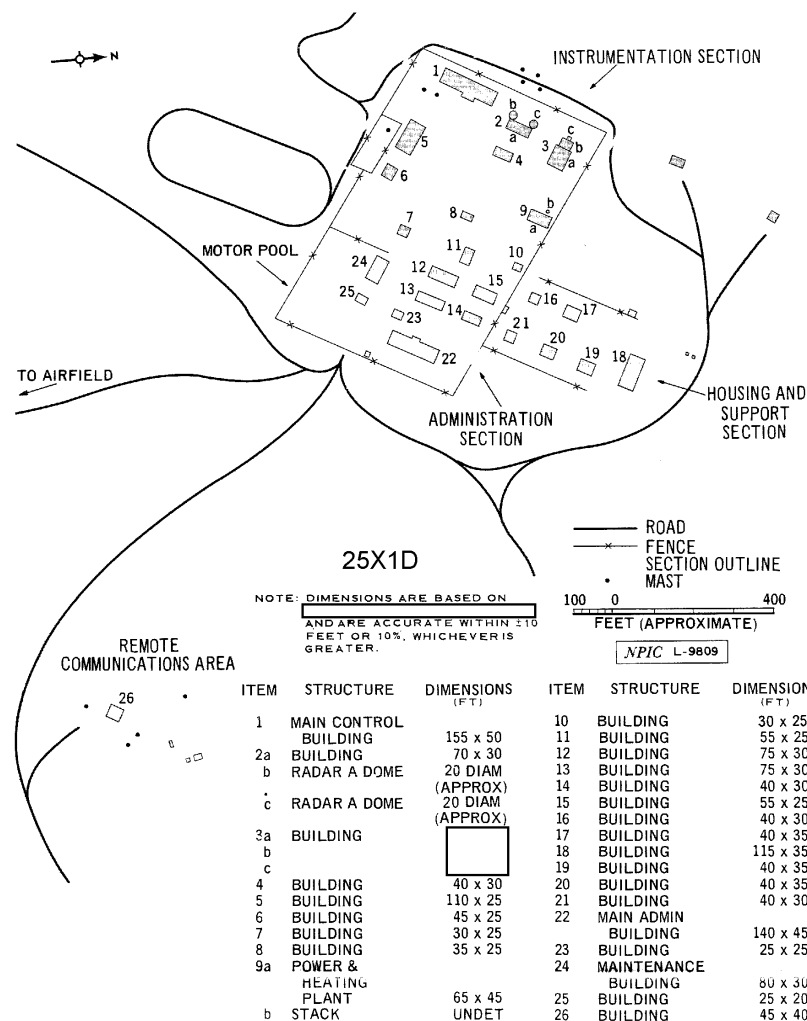 N
INSTRUMENTATION SECTION
1
b
c
2
a
c
b
3
a
4
5
6
b
9
a
8
7
MOTOR POOL
11
10
24
12
15
16
17
25
13
14
23
21
20
19
18
22
TO AIRFIELD
HOUSING AND
SUPPORT
SECTION
ADMINISTRATION
SECTION
ROAD
FENCE
SECTION OUTLINE
MAST
25X1D
NOTE: DIMENSIONS ARE BASED ON
AND ARE ACCURATE WITHIN ±10
FEET OR 10%, WHICHEVER IS
GREATER.
100 0 400
FEET (APPROXIMATE)
NPIC L-9809
REMOTE
COMMUNICATIONS AREA
26
ITEM STRUCTURE DIMENSIONS (FT) ITEM STRUCTURE DIMENSION (FT)
1 MAIN CONTROL 10 BUILDING 30 x 25
BUILDING 155 x 50 11 BUILDING 55 x 25
2a BUILDING 70 x 30 12 BUILDING 75 x 30
b RADAR A DOME 20 DIAM 13 BUILDING 75 x 30
(APPROX) 14 BUILDING 40 x 30
c RADAR A DOME 20 DIAM 15 BUILDING 55 x 25
(APPROX) 16 BUILDING 40 x 30
3a BUILDING 17 BUILDING 40 x 35
b 18 BUILDING 115 x 35
c 19 BUILDING 40 x 35
4 BUILDING 40 x 30 20 BUILDING 40 x 35
5 BUILDING 110 x 25 21 BUILDING 40 x 30
6 BUILDING 45 x 25 22 MAIN ADMIN
7 BUILDING 30 x 25 BUILDING 140 x 45
8 BUILDING 35 x 25 23 BUILDING 25 x 25
9a POWER & 24 MAINTENANCE
HEATING BUILDING 80 x 30
PLANT 65 x 45 25 BUILDING 25 x 20
b STACK UNDET 26 BUILDING 45 x 40